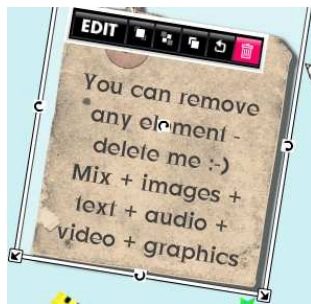 EDIT
You can remove
any element -
delete me :-)
Mix + images +
text + audio +
video + graphics